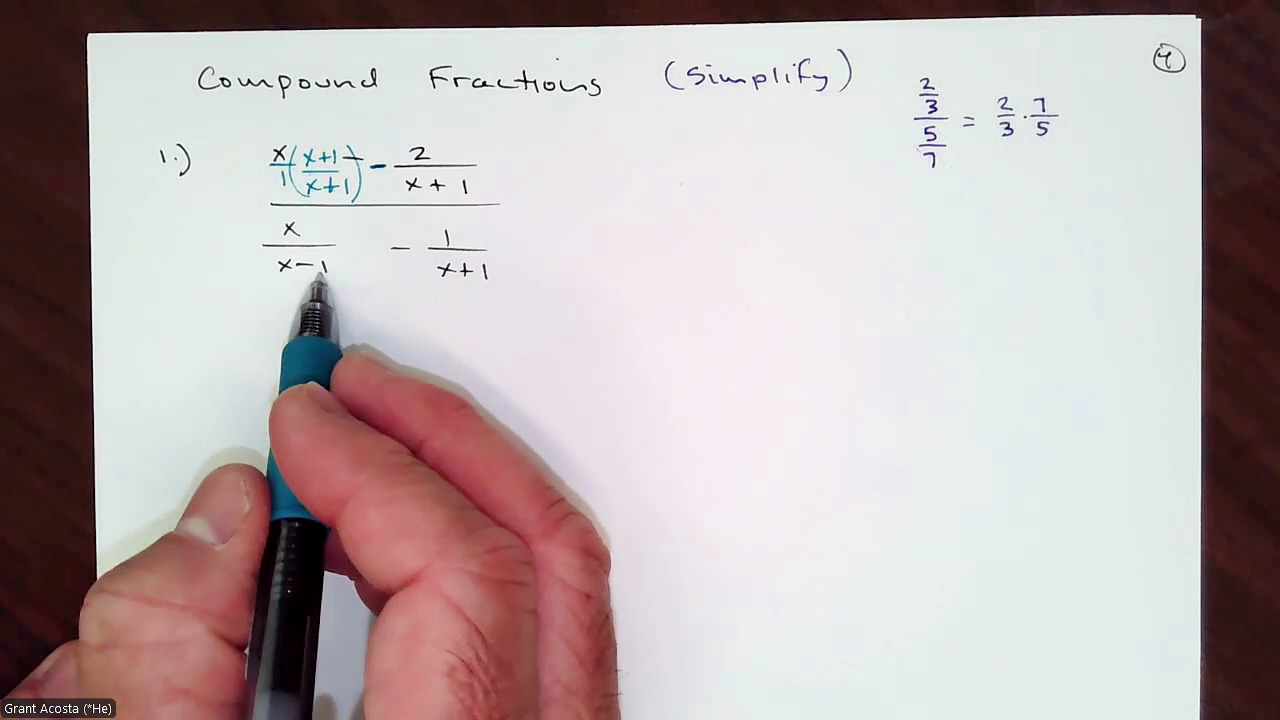 Compound Fractions (simplify)
4
2/3 / 5/7 = 2/3 · 7/5
1.) x/1 (x+1/x+1) - 2/x+1
x/x-1 - 1/x+1
Grant Acosta (*He)